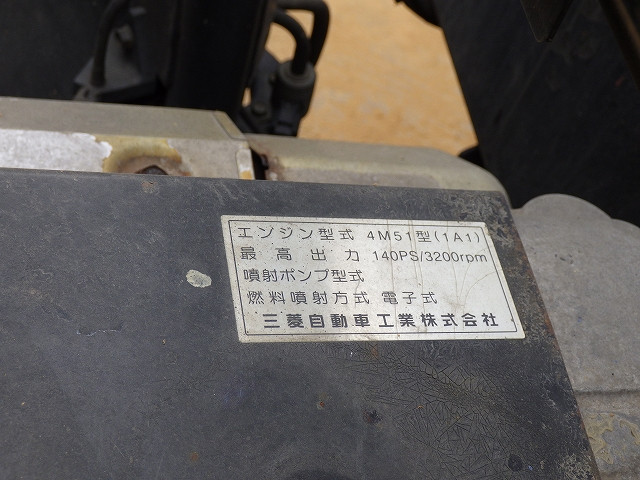 エンジン型式 4M51型(1A1)
最高出力 140PS/3200rpm
噴射ポンプ型式
燃料噴射方式 電子式
三菱自動車工業株式会社